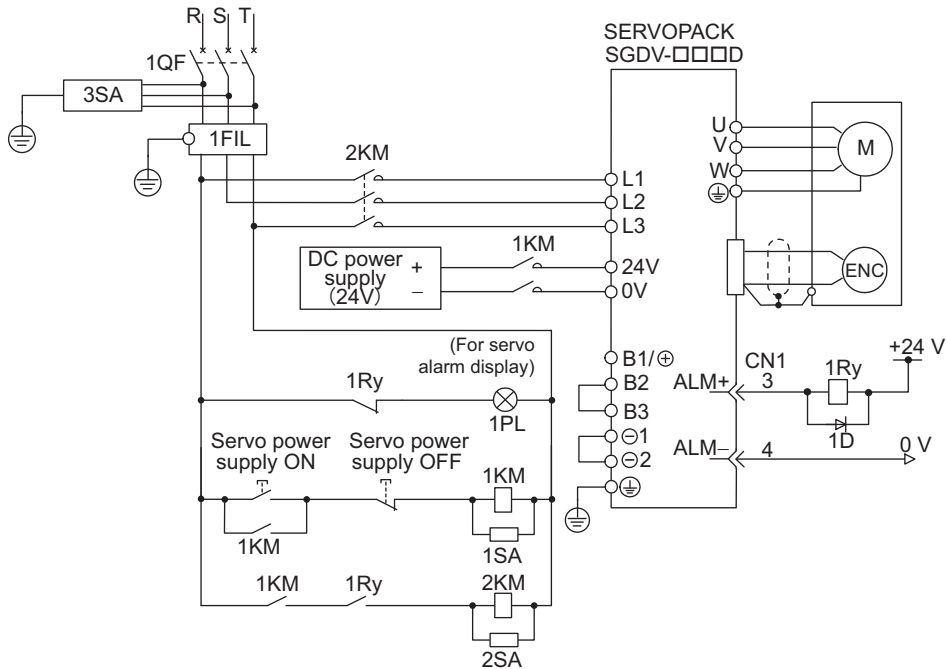 R S T
SERVOPACK
SGDV-□□□D
1QF
3SA
1FIL
2KM
U
V
W
M
L1
L2
L3
1KM
DC power
supply
(24V)
+
−
24V
0V
ENC
(For servo
alarm display)
B1/⊕
B2
B3
⊖1
⊖2
CN1
ALM+
3
1Ry
+24 V
1D
ALM−
4
0 V
1Ry
1PL
Servo power
supply ON
Servo power
supply OFF
1KM
1KM
1SA
1KM
1Ry
2KM
2SA